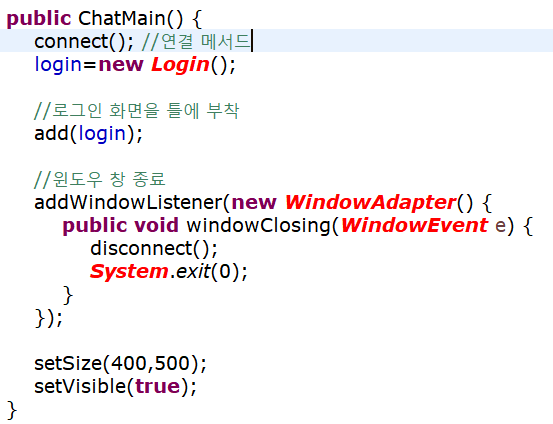 public ChatMain() {
connect(); //연결 메서드
login=new Login();
//로그인 화면을 틀에 부착
add(login);
//윈도우 창 종료
addWindowListener(new WindowAdapter() {
public void windowClosing(WindowEvent e) {
disconnect();
System.exit(0);
}
});
setSize(400,500);
setVisible(true);
}